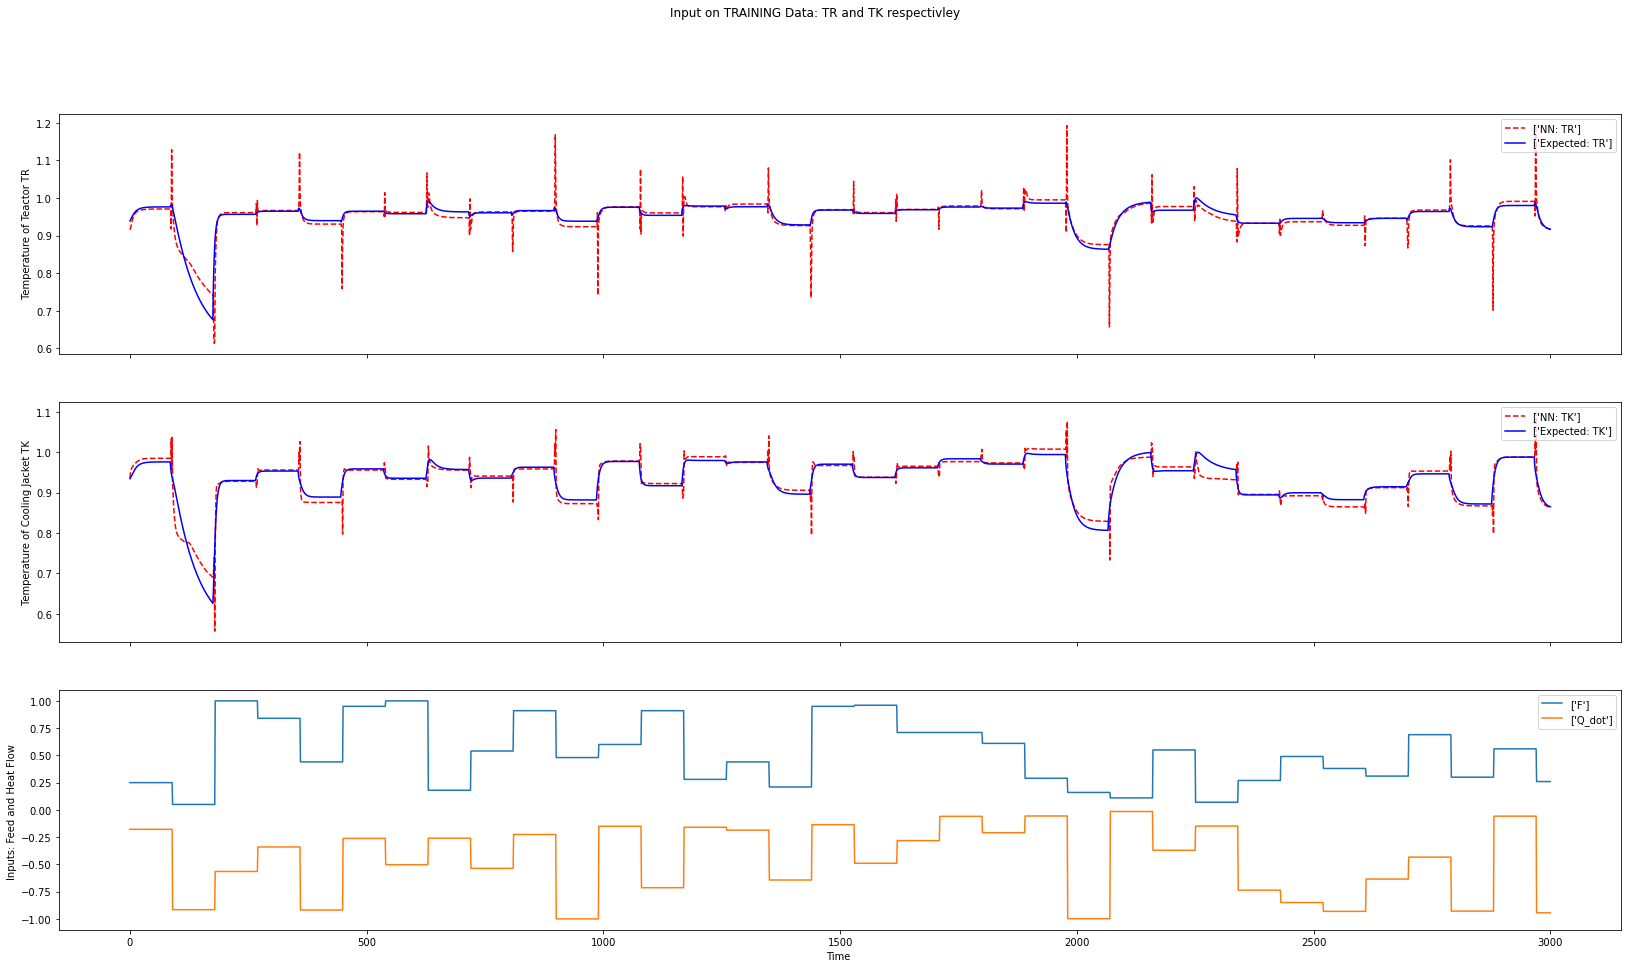 Input on TRAINING Data: TR and TK respectivley
Temperature of Teactor TR
1.2
1.1
1.0
0.9
0.8
0.7
0.6
['NN: TR']
['Expected: TR']
Temperature of Cooling Jacket TK
1.1
1.0
0.9
0.8
0.7
0.6
['NN: TK']
['Expected: TK']
Inputs: Feed and Heat Flow
1.00
0.75
0.50
0.25
0.00
−0.25
−0.50
−0.75
−1.00
['F']
['Q_dot']
0 500 1000 1500 2000 2500 3000
Time